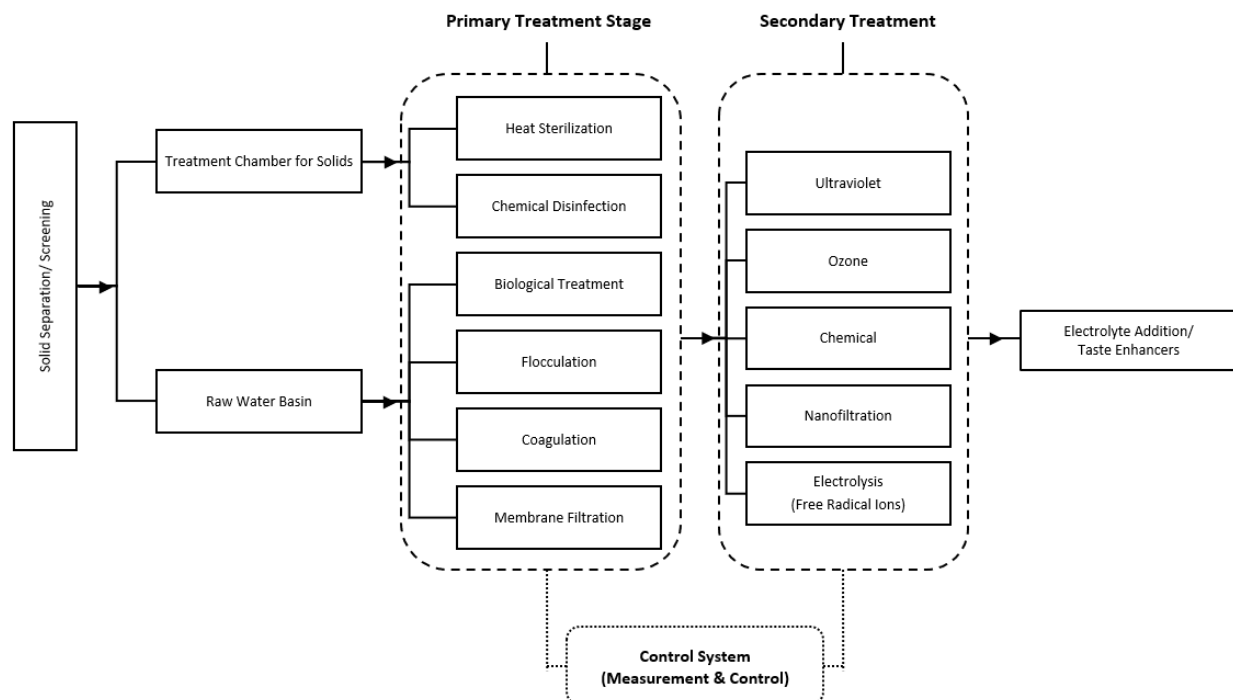 Primary Treatment Stage
Secondary Treatment
Solid Separation/ Screening
Treatment Chamber for Solids
Raw Water Basin
Heat Sterilization
Chemical Disinfection
Biological Treatment
Flocculation
Coagulation
Membrane Filtration
Ultraviolet
Ozone
Chemical
Nanofiltration
Electrolysis
(Free Radical Ions)
Electrolyte Addition/
Taste Enhancers
Control System
(Measurement & Control)